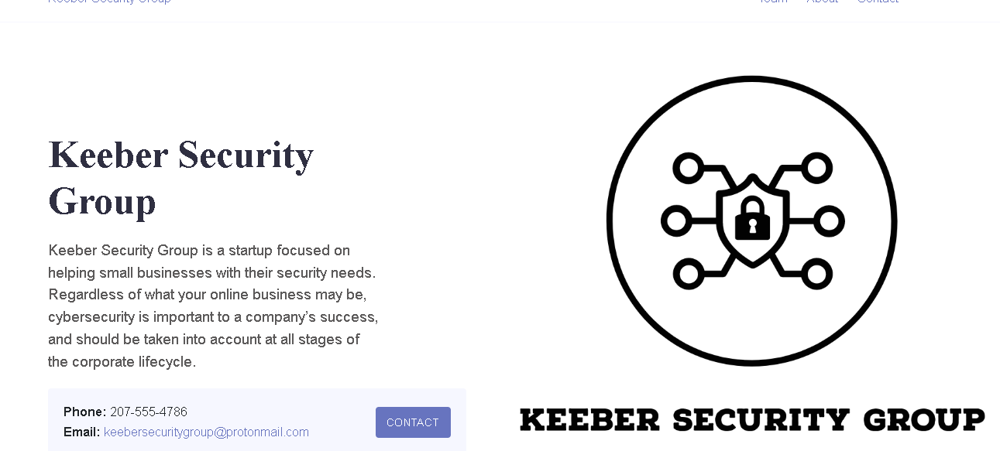 Keeber Security Group
Team About Contact
Keeber Security
Group
Keeber Security Group is a startup focused on
helping small businesses with their security needs.
Regardless of what your online business may be,
cybersecurity is important to a company’s success,
and should be taken into account at all stages of
the corporate lifecycle.
Phone: 207-555-4786
Email: keebersecuritygroup@protonmail.com
CONTACT
KEEBER SECURITY GROUP